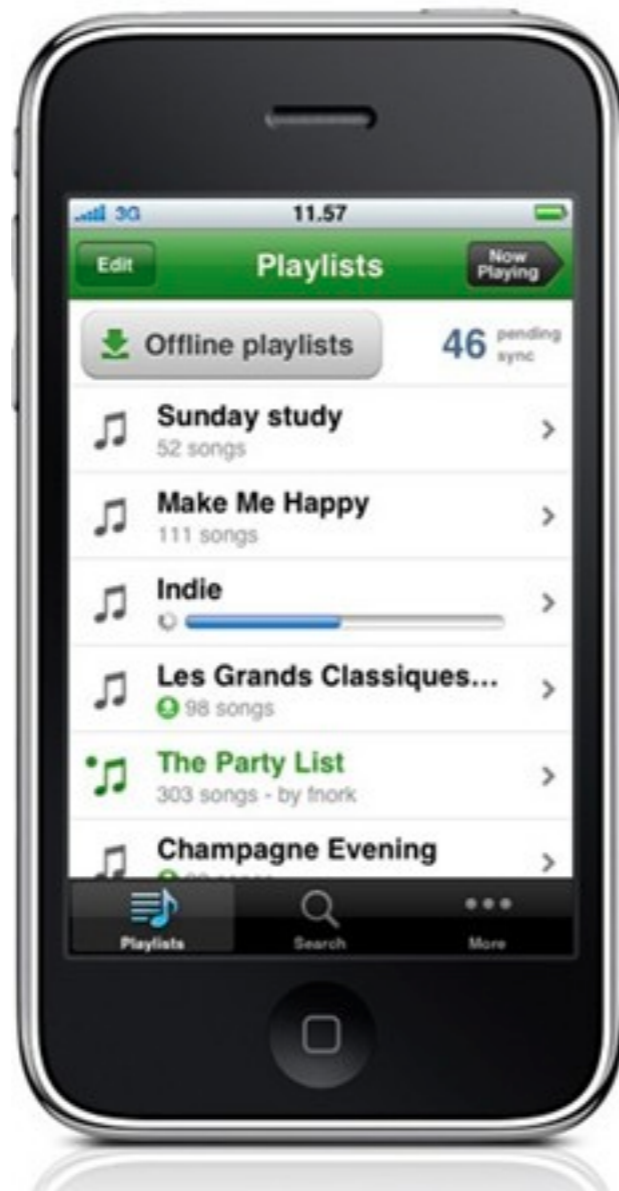 3G 11.57
Edit Playlists Now Playing
Offline playlists 46 pending sync
Sunday study
52 songs
Make Me Happy
111 songs
Indie
Les Grands Classiques...
98 songs
The Party List
303 songs - by fnork
Champagne Evening
Playlists Search More